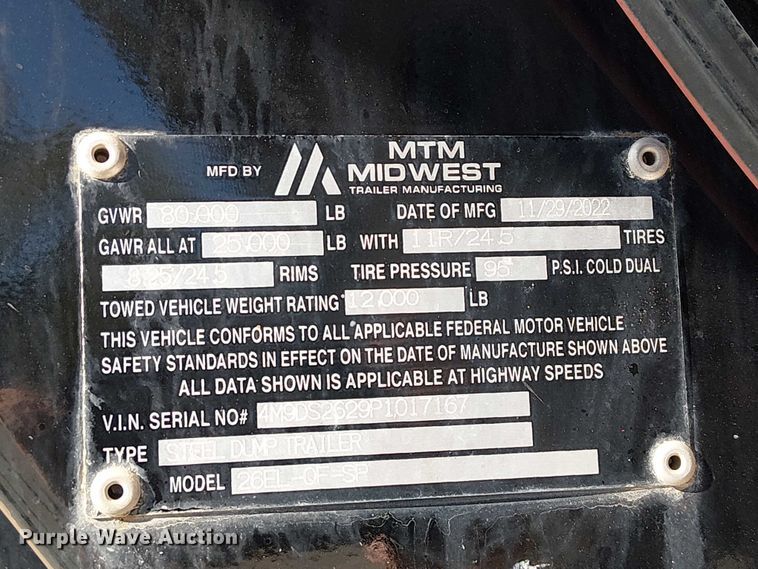 MFD BY MTM
MIDWEST
TRAILER MANUFACTURING
GVWR 80,000 LB DATE OF MFG 11/29/2022
GAWR ALL AT 25,000 LB WITH 11R/24.5 TIRES
8.25/24.5 RIMS TIRE PRESSURE 95 P.S.I. COLD DUAL
TOWED VEHICLE WEIGHT RATING 12,000 LB
THIS VEHICLE CONFORMS TO ALL APPLICABLE FEDERAL MOTOR VEHICLE
SAFETY STANDARDS IN EFFECT ON THE DATE OF MANUFACTURE SHOWN ABOVE
ALL DATA SHOWN IS APPLICABLE AT HIGHWAY SPEEDS
V.I.N. SERIAL NO# 4M9DS2629P1017167
TYPE STEEL DUMP TRAILER
MODEL 26EL-QF-SP
Purple Wave Auction